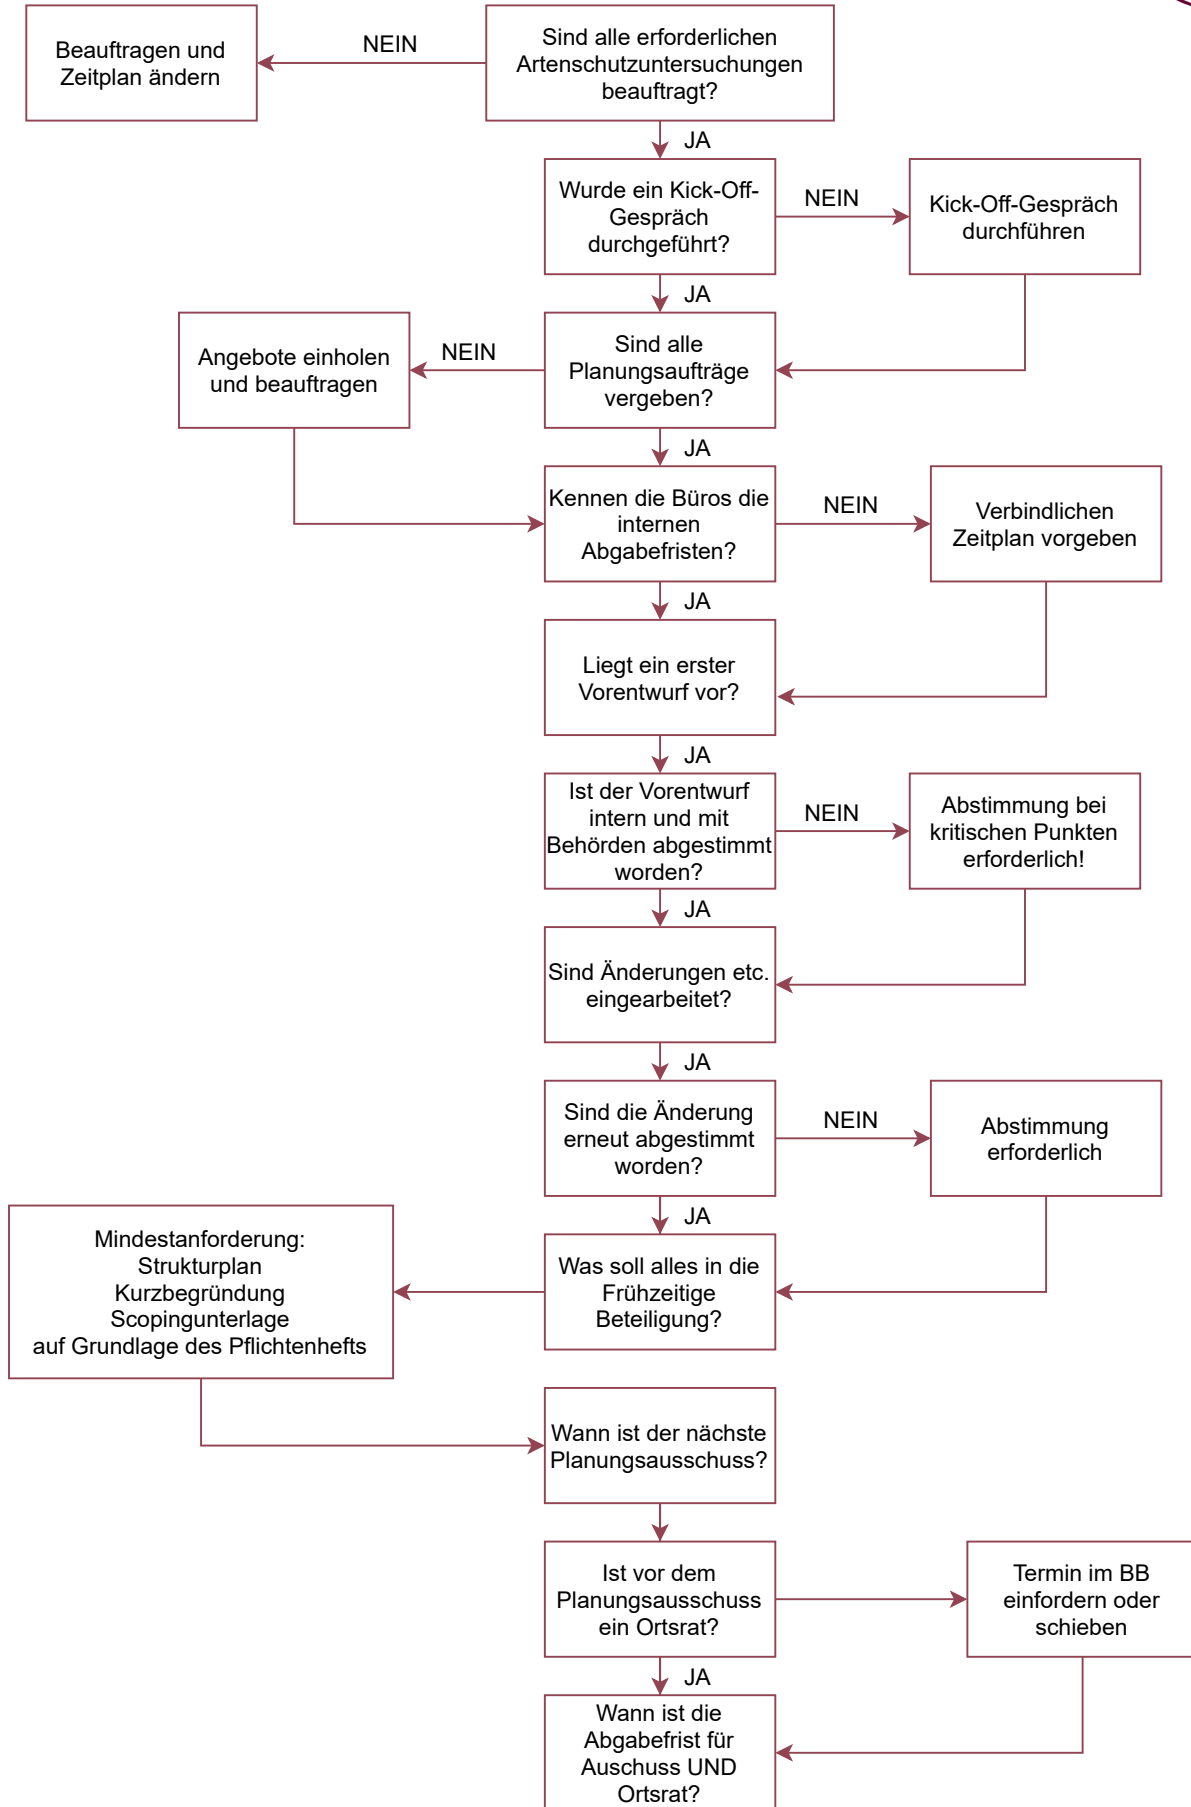 Beauftragen und
Zeitplan ändern
NEIN
Sind alle erforderlichen
Artenschutzuntersuchungen
beauftragt?
JA
Wurde ein Kick-Off-
Gespräch
durchgeführt?
NEIN
Kick-Off-Gespräch
durchführen
JA
Angebote einholen
und beauftragen
NEIN
Sind alle
Planungsaufträge
vergeben?
JA
Kennen die Büros die
internen
Abgabefristen?
NEIN
Verbindlichen
Zeitplan vorgeben
JA
Liegt ein erster
Vorentwurf vor?
JA
Ist der Vorentwurf
intern und mit
Behörden abgestimmt
worden?
NEIN
Abstimmung bei
kritischen Punkten
erforderlich!
JA
Sind Änderungen etc.
eingearbeitet?
JA
Sind die Änderung
erneut abgestimmt
worden?
NEIN
Abstimmung
erforderlich
JA
Mindestanforderung:
Strukturplan
Kurzbegründung
Scopingunterlage
auf Grundlage des Pflichtenhefts
Was soll alles in die
Frühzeitige
Beteiligung?
Wann ist der nächste
Planungsausschuss?
Ist vor dem
Planungsausschuss
ein Ortsrat?
Termin im BB
einfordern oder
schieben
JA
Wann ist die
Abgabefrist für
Auschuss UND
Ortsrat?